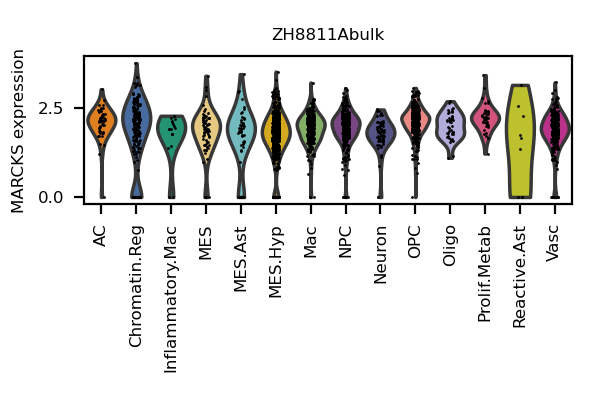 ZH8811Abulk
MARCKS expression
2.5
0.0
AC
Chromatin.Reg
Inflammatory.Mac
MES
MES.Ast
MES.Hyp
Mac
NPC
Neuron
OPC
Oligo
Prolif.Metab
Reactive.Ast
Vasc